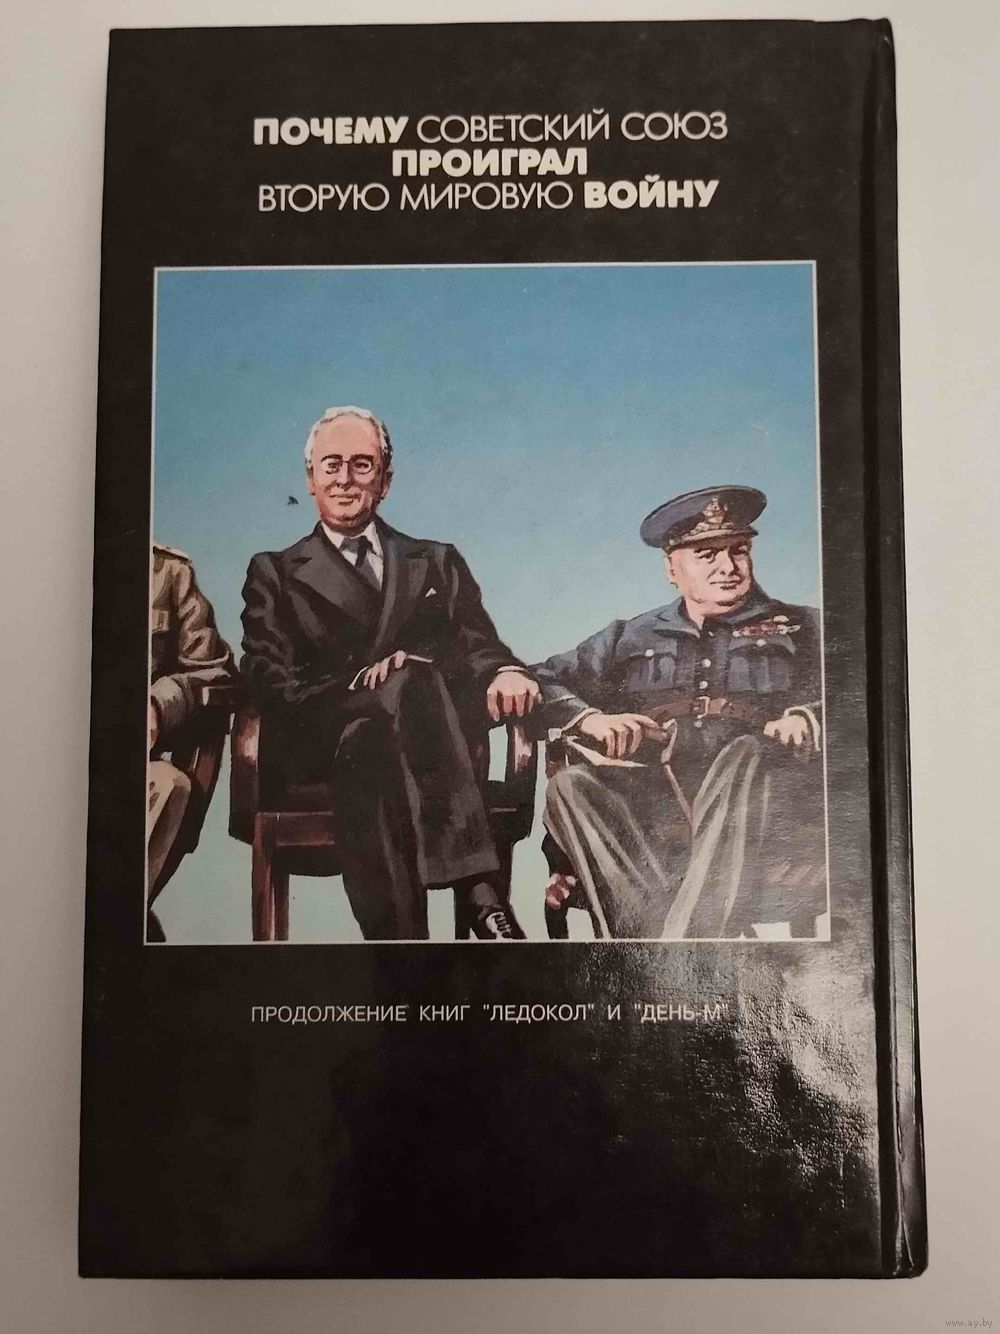 ПОЧЕМУ СОВЕТСКИЙ СОЮЗ
ПРОИГРАЛ
ВТОРУЮ МИРОВУЮ ВОЙНУ
ПРОДОЛЖЕНИЕ КНИГ "ЛЕДОКОЛ" И "ДЕНЬ-М"
www.ay.by